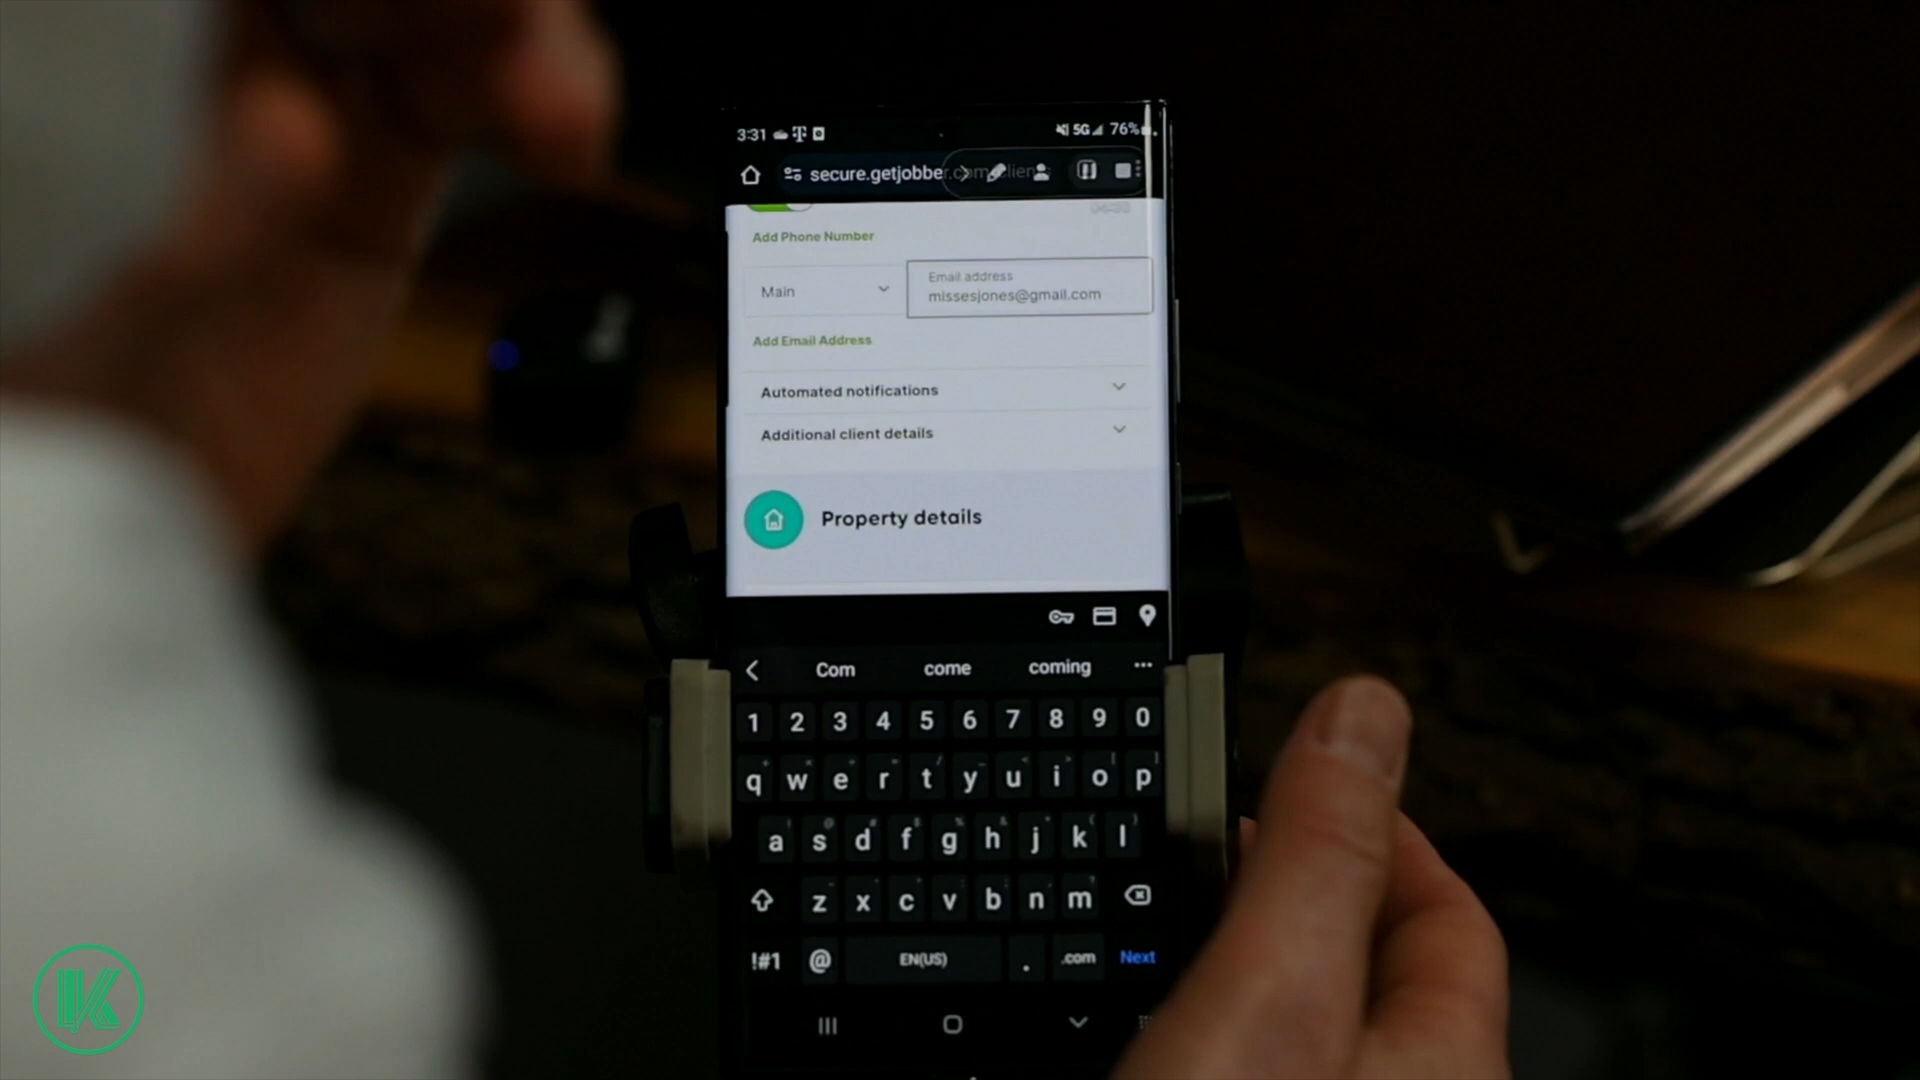 3:31 5G 76%
secure.getjobber.com/clien
Add Phone Number
Main
Email address
missesjones@gmail.com
Add Email Address
Automated notifications
Additional client details
Property details
Com come coming ...
1 2 3 4 5 6 7 8 9 0
q w e r t y u i o p
a s d f g h j k l
z x c v b n m
!#1 @ EN(US) . .com Next
K